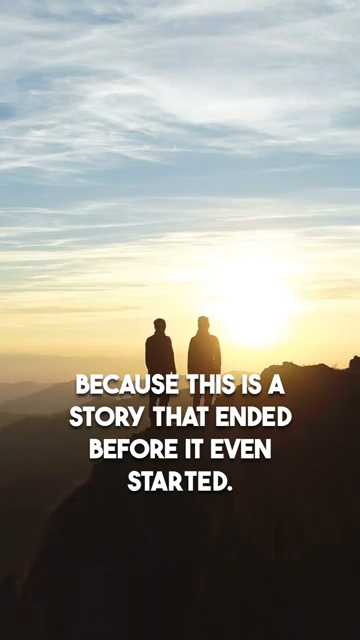 BECAUSE THIS IS A
STORY THAT ENDED
BEFORE IT EVEN
STARTED.